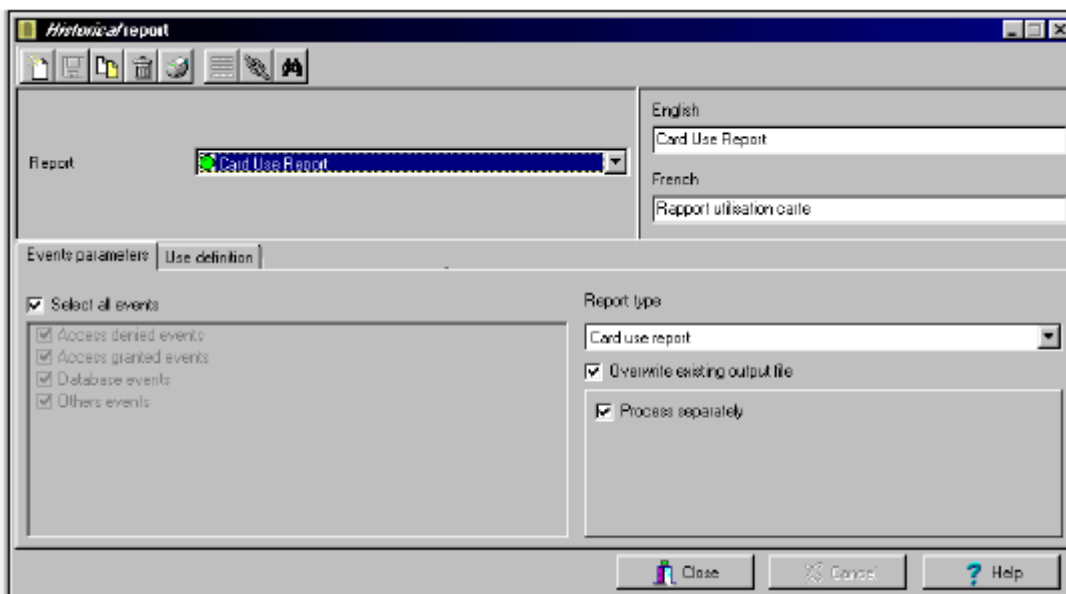 Historical report
English
Card Use Report
Report
Card Use Report
French
Rapport utilisation carte
Events parameters
Use definition
Select all events
Access denied events
Access granted events
Database events
Others events
Report type
Card use report
Overwrite existing output file
Process separately
Close
Cancel
Help